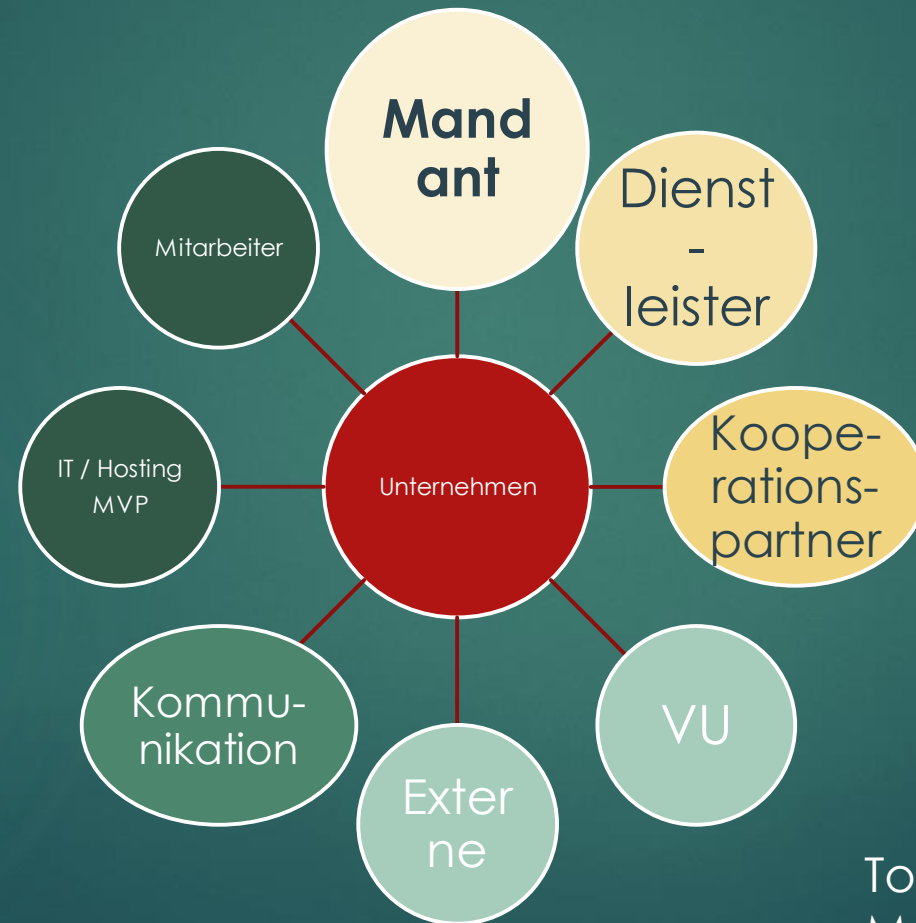 Mand
ant
Dienst
-
leister
Mitarbeiter
Koope-
rations-
partner
IT / Hosting
MVP
Unternehmen
Kommu-
nikation
VU
Exter
ne
To